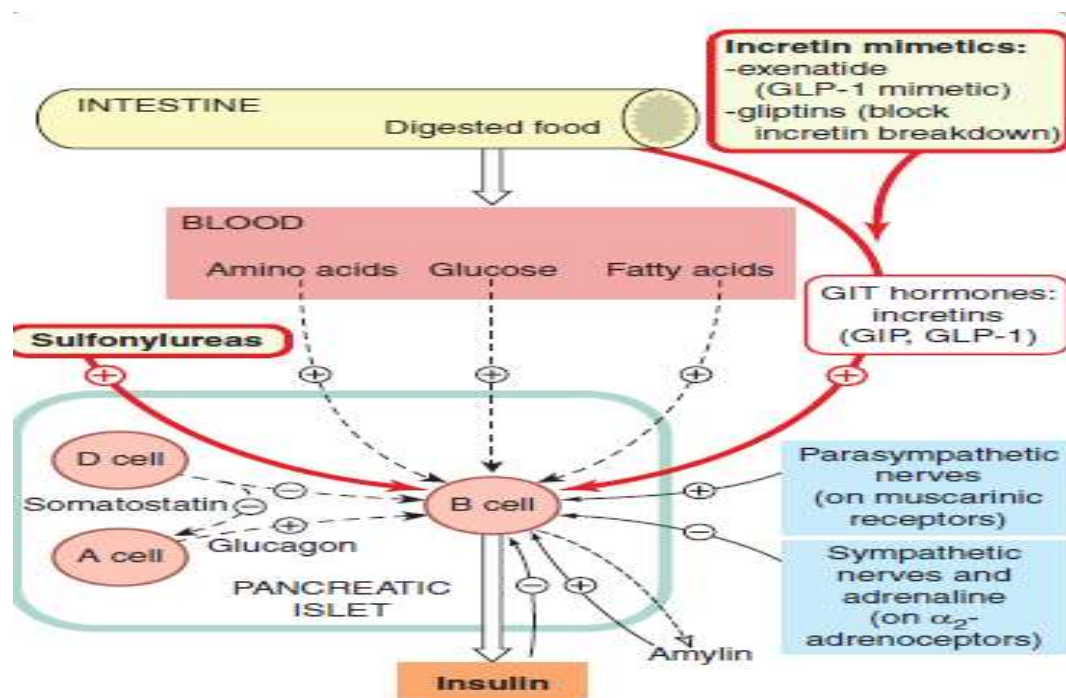 Incretin mimetics:
-exenatide
(GLP-1 mimetic)
-gliptins (block
incretin breakdown)
INTESTINE
Digested food
BLOOD
Amino acids
Glucose
Fatty acids
GIT hormones:
incretins
(GIP, GLP-1)
Sulfonylureas
+
+
+
+
+
D cell
Somatostatin
A cell
Glucagon
−
−
+
B cell
PANCREATIC
ISLET
+
Parasympathetic
nerves
(on muscarinic
receptors)
−
Sympathetic
nerves and
adrenaline
(on α2-
adrenoceptors)
−
+
Amylin
Insulin